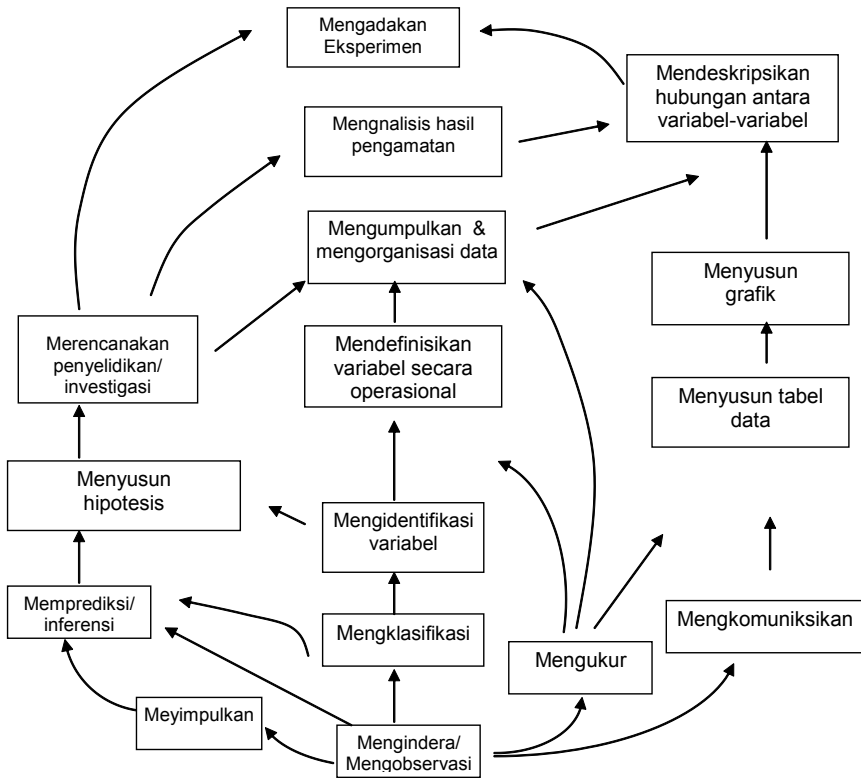 Mengadakan
Eksperimen
Mendeskripsikan
hubungan antara
variabel-variabel
Mengnalisis hasil
pengamatan
Mengumpulkan &
mengorganisasi data
Menyusun
grafik
Merencanakan
penyelidikan/
investigasi
Mendefinisikan
variabel secara
operasional
Menyusun tabel
data
Menyusun
hipotesis
Mengidentifikasi
variabel
Memprediksi/
inferensi
Mengklasifikasi
Mengukur
Mengkomuniksikan
Meyimpulkan
Mengindera/
Mengobservasi